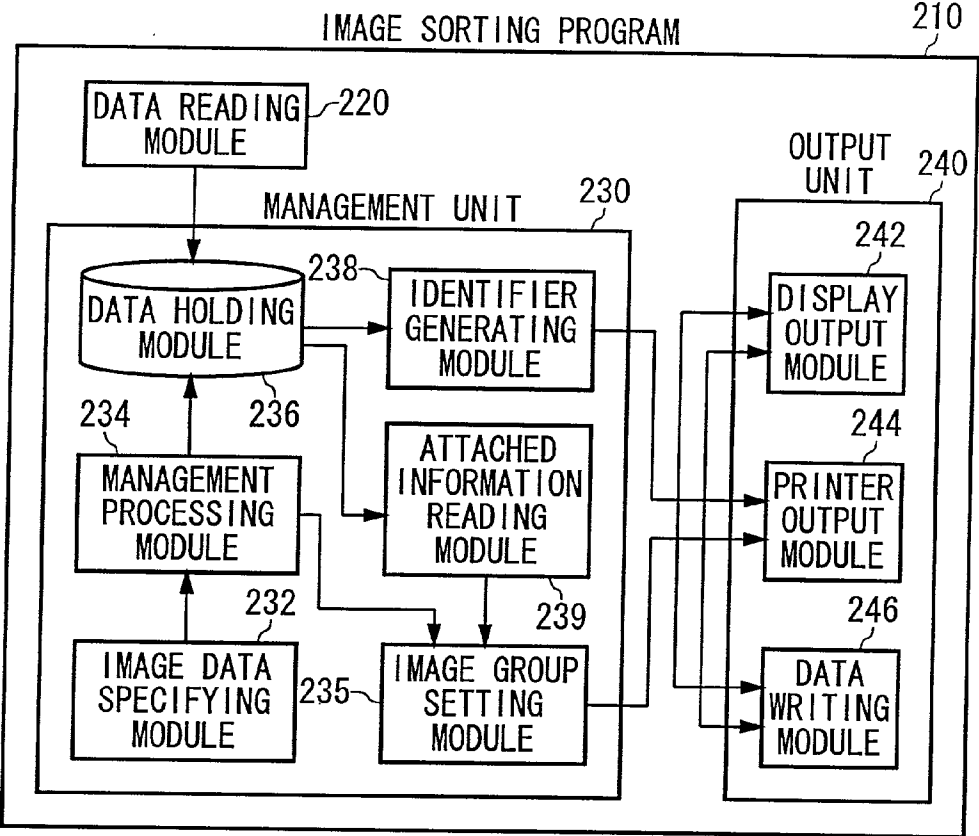 IMAGE SORTING PROGRAM
210
DATA READING
MODULE
220
OUTPUT
UNIT
240
MANAGEMENT UNIT
230
DATA HOLDING
MODULE
236
238
IDENTIFIER
GENERATING
MODULE
242
DISPLAY
OUTPUT
MODULE
234
MANAGEMENT
PROCESSING
MODULE
ATTACHED
INFORMATION
READING
MODULE
239
244
PRINTER
OUTPUT
MODULE
232
IMAGE DATA
SPECIFYING
MODULE
235
IMAGE GROUP
SETTING
MODULE
246
DATA
WRITING
MODULE